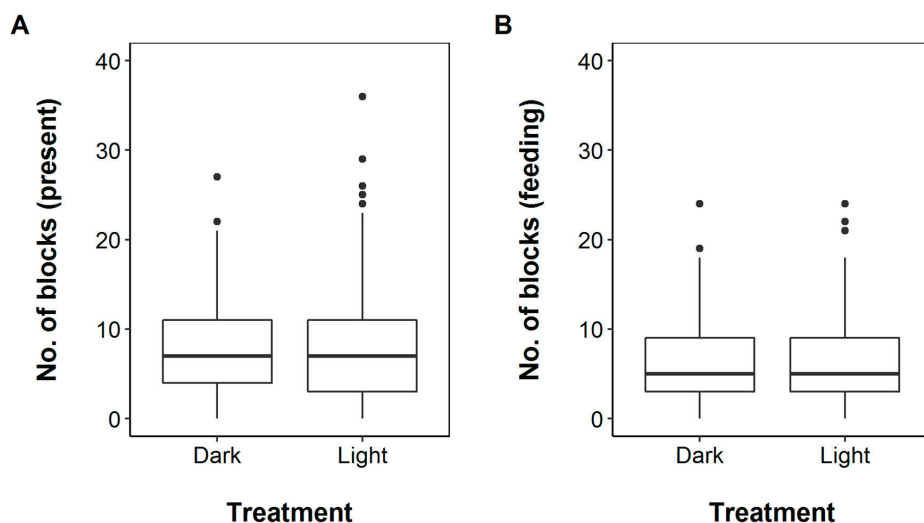 A
No. of blocks (present)
40
30
20
10
0
Dark
Light
Treatment
B
No. of blocks (feeding)
40
30
20
10
0
Dark
Light
Treatment